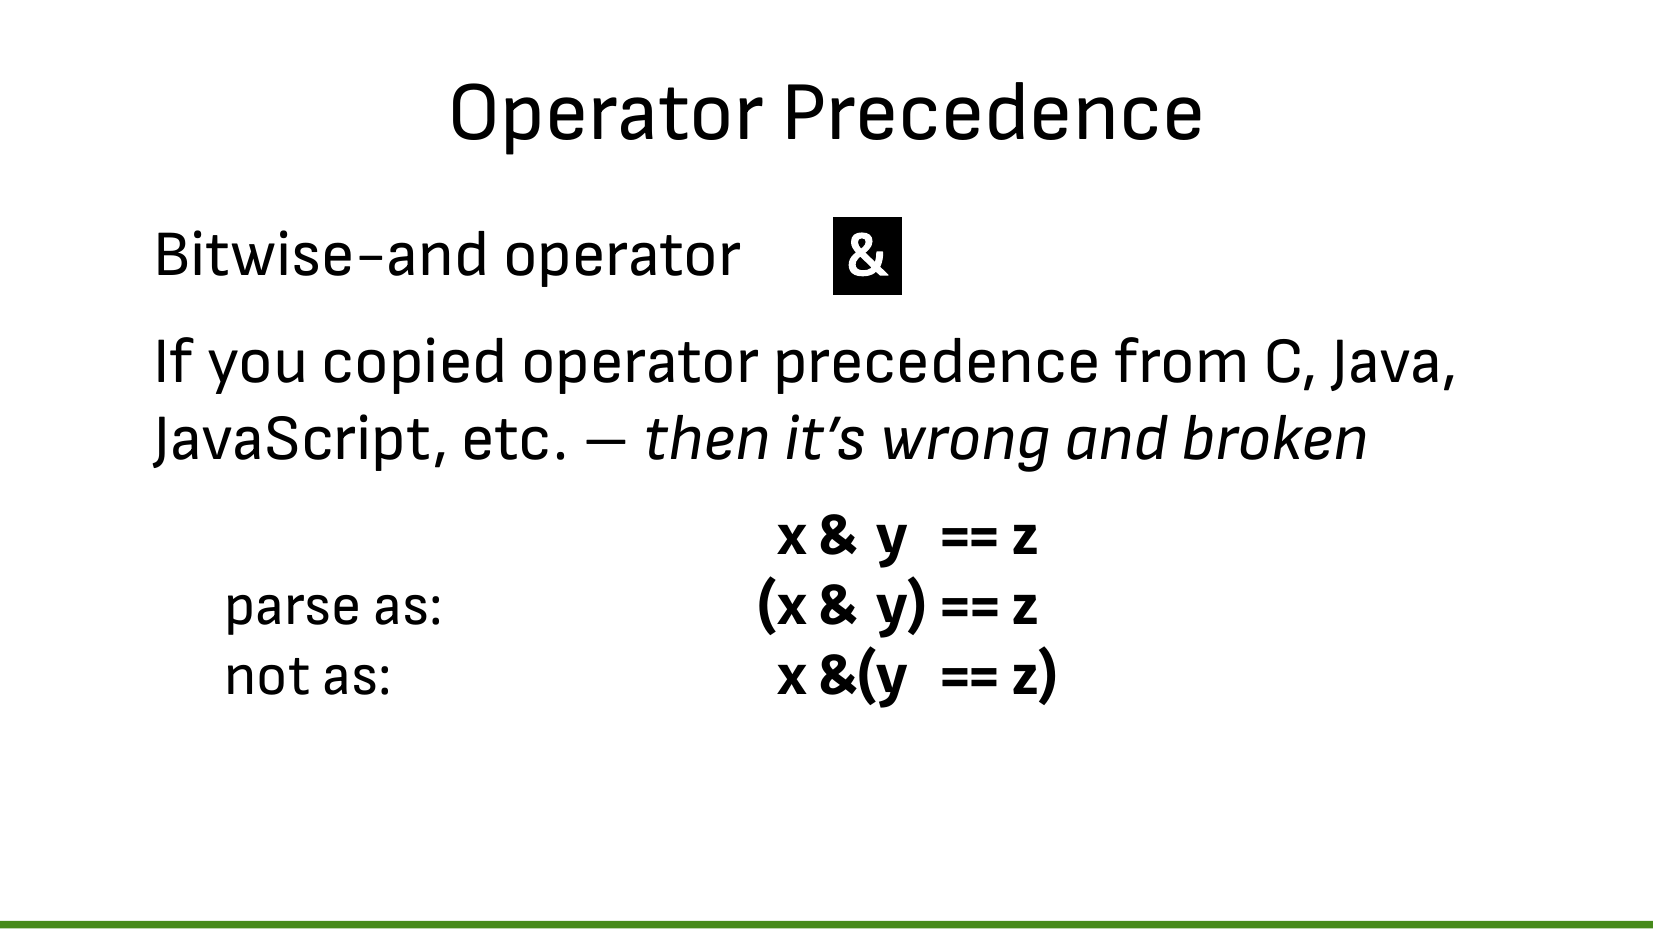 Operator Precedence
Bitwise-and operator &
If you copied operator precedence from C, Java,
JavaScript, etc. – then it’s wrong and broken
x & y == z
parse as: (x & y) == z
not as: x &(y == z)